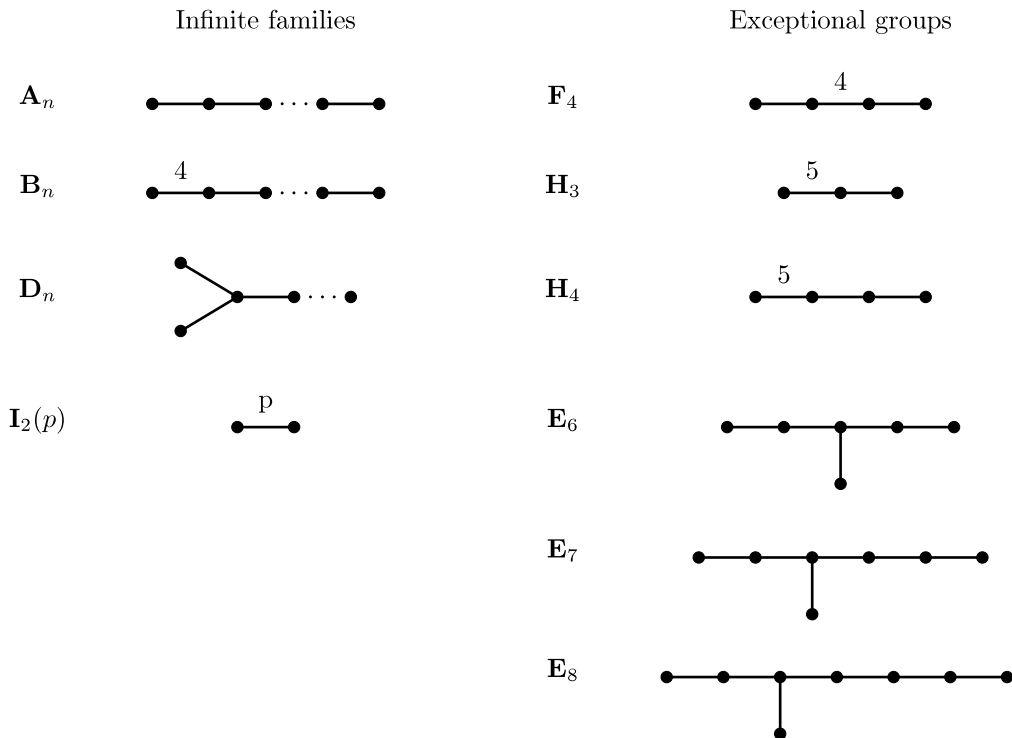 Infinite families
Exceptional groups
Aₙ
···
F₄
4
Bₙ
4
···
H₃
5
Dₙ
···
H₄
5
I₂(p)
p
E₆
E₇
E₈